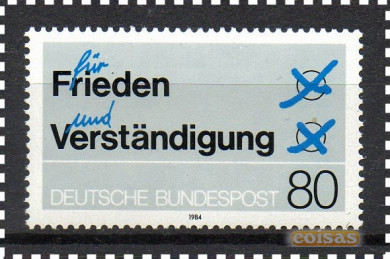 für
Frieden
und
Verständigung
DEUTSCHE BUNDESPOST 80
1984
coisas